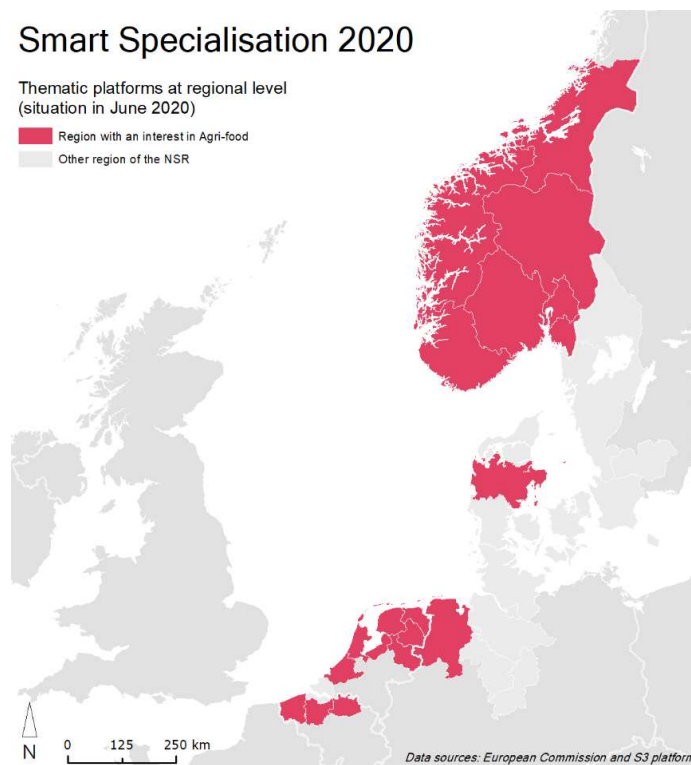 Smart Specialisation 2020
Thematic platforms at regional level
(situation in June 2020)
Region with an interest in Agri-food
Other region of the NSR
N
0 125 250 km
Data sources: European Commission and S3 platform